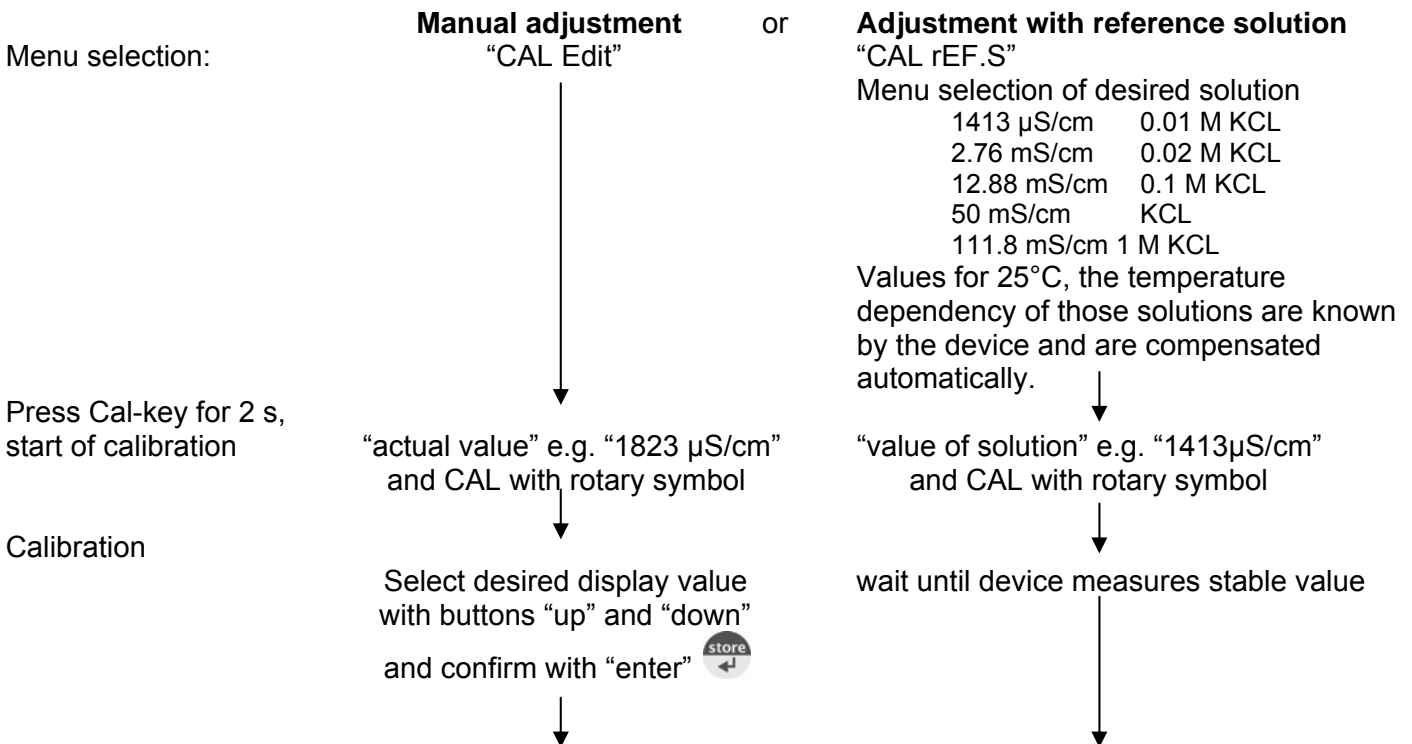 Manual adjustment or Adjustment with reference solution
Menu selection: “CAL Edit” “CAL rEF.S”
Menu selection of desired solution
1413 µS/cm 0.01 M KCL
2.76 mS/cm 0.02 M KCL
12.88 mS/cm 0.1 M KCL
50 mS/cm KCL
111.8 mS/cm 1 M KCL
Values for 25°C, the temperature
dependency of those solutions are known
by the device and are compensated
automatically.
Press Cal-key for 2 s,
start of calibration “actual value” e.g. “1823 µS/cm” “value of solution” e.g. “1413µS/cm”
and CAL with rotary symbol and CAL with rotary symbol
Calibration
Select desired display value wait until device measures stable value
with buttons “up” and “down”
store
and confirm with “enter”